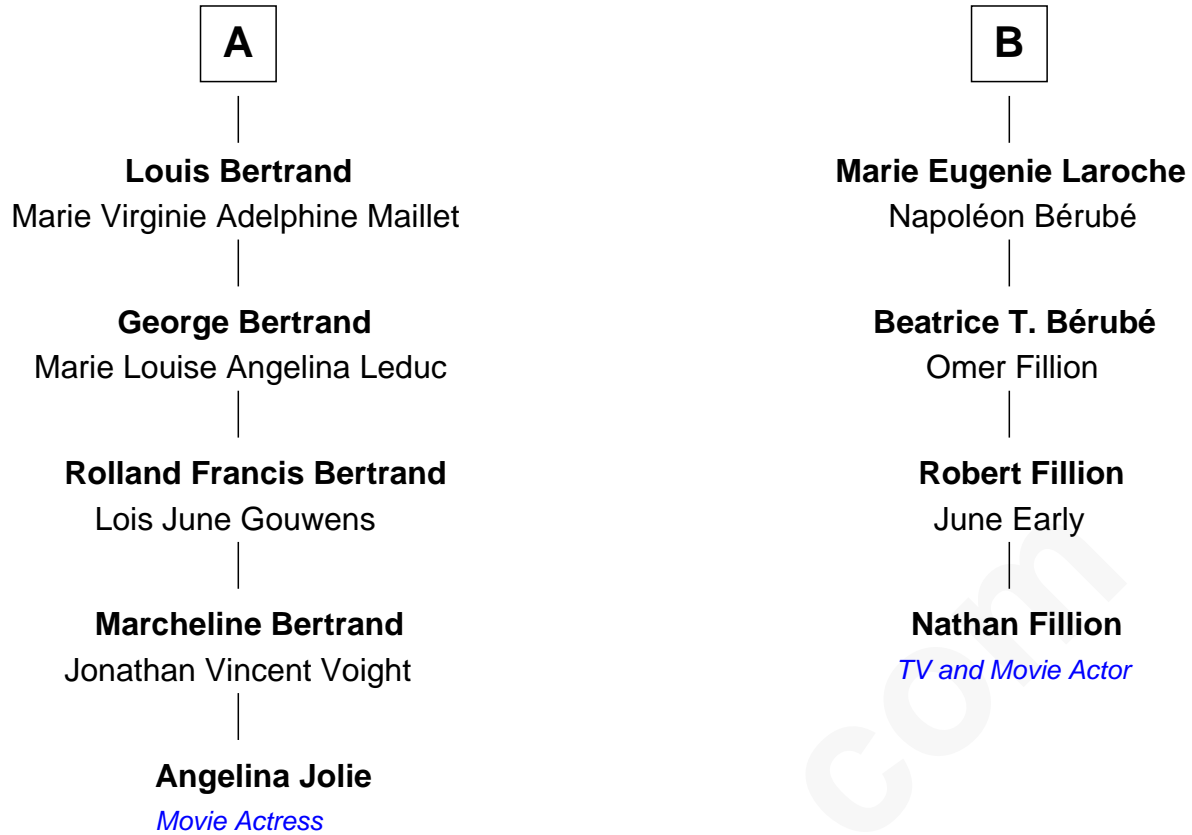 A
Louis Bertrand
Marie Virginie Adelphine Maillet
George Bertrand
Marie Louise Angelina Leduc
Rolland Francis Bertrand
Lois June Gouwens
Marcheline Bertrand
Jonathan Vincent Voight
Angelina Jolie
Movie Actress
B
Marie Eugenie Laroche
Napoléon Bérubé
Beatrice T. Bérubé
Omer Fillion
Robert Fillion
June Early
Nathan Fillion
TV and Movie Actor
com